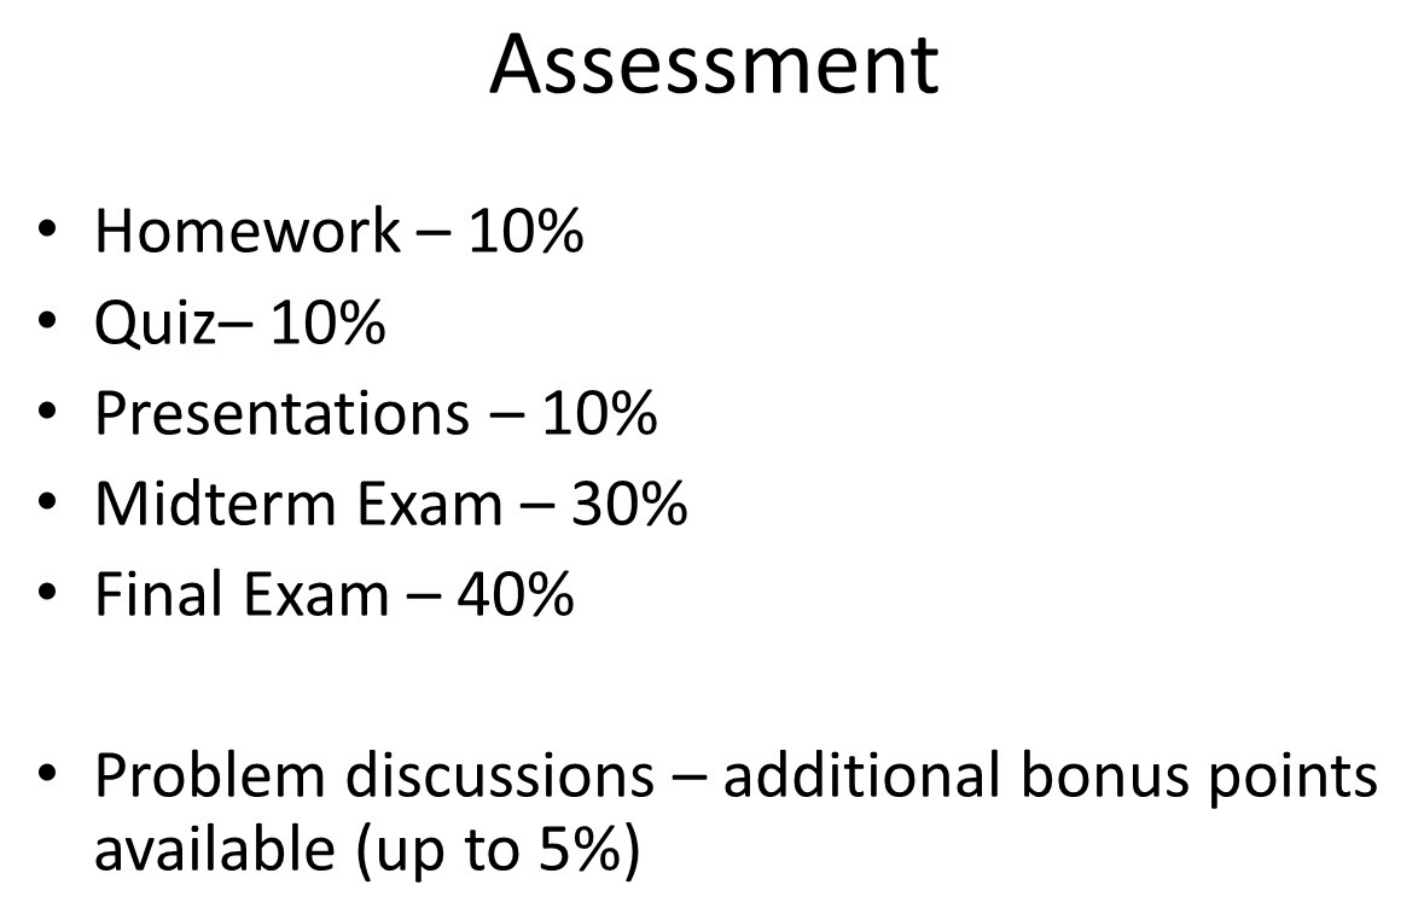 Assessment
• Homework – 10%
• Quiz– 10%
• Presentations – 10%
• Midterm Exam – 30%
• Final Exam – 40%
• Problem discussions – additional bonus points
available (up to 5%)